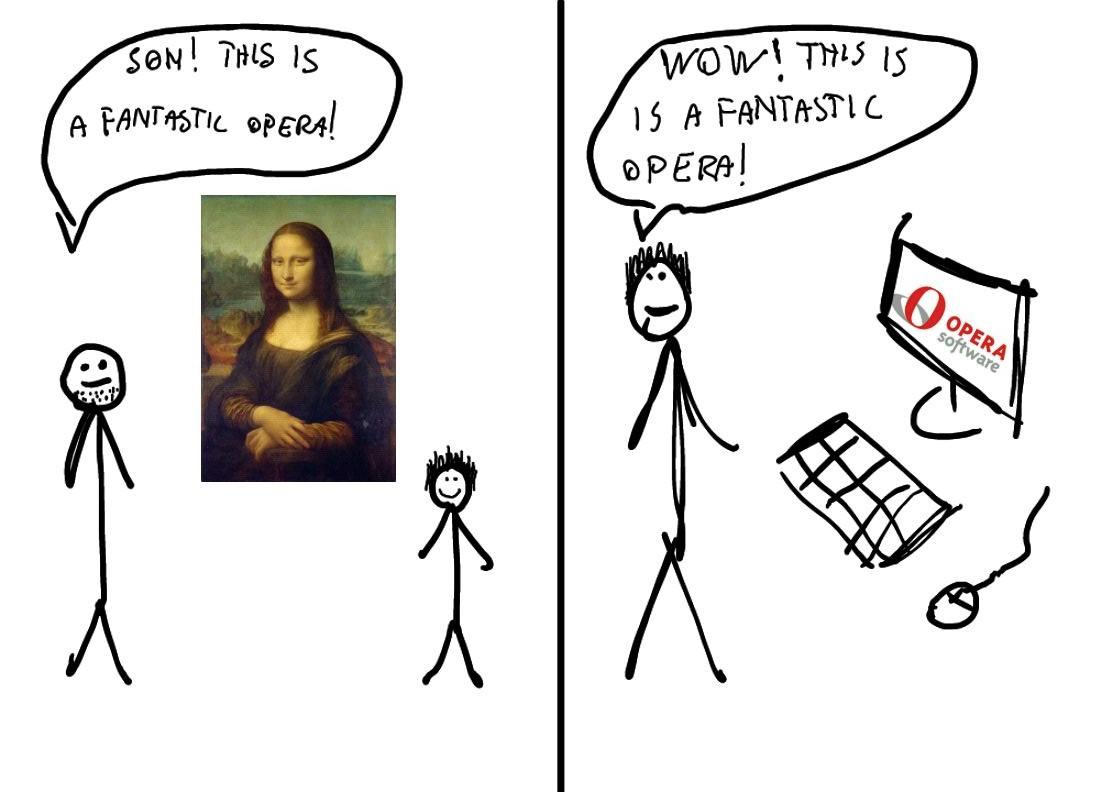 SON! THIS IS
A FANTASTIC OPERA!
WOW! THIS IS
IS A FANTASTIC
OPERA!
OPERA
software